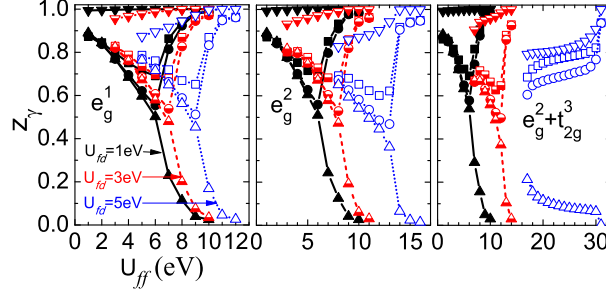 1.0
0.8
0.6
0.4
0.2
0.0
z_γ
e_g^1
U_fd=1eV
U_fd=3eV
U_fd=5eV
0 2 4 6 8 10 12
e_g^2
5 10 15
e_g^2+t_2g^3
0 10 20 30
U_ff(eV)